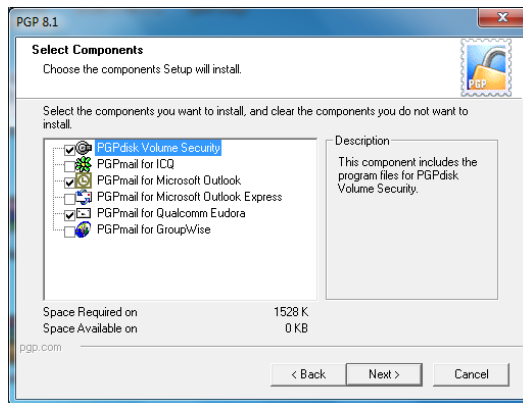 PGP 8.1
Select Components
Choose the components Setup will install.
PGP
Select the components you want to install, and clear the components you do not want to
install.
PGPdisk Volume Security
PGPmail for ICQ
PGPmail for Microsoft Outlook
PGPmail for Microsoft Outlook Express
PGPmail for Qualcomm Eudora
PGPmail for GroupWise
Description
This component includes the
program files for PGPdisk
Volume Security.
Space Required on 1528 K
Space Available on 0 KB
pgp.com
< Back Next > Cancel